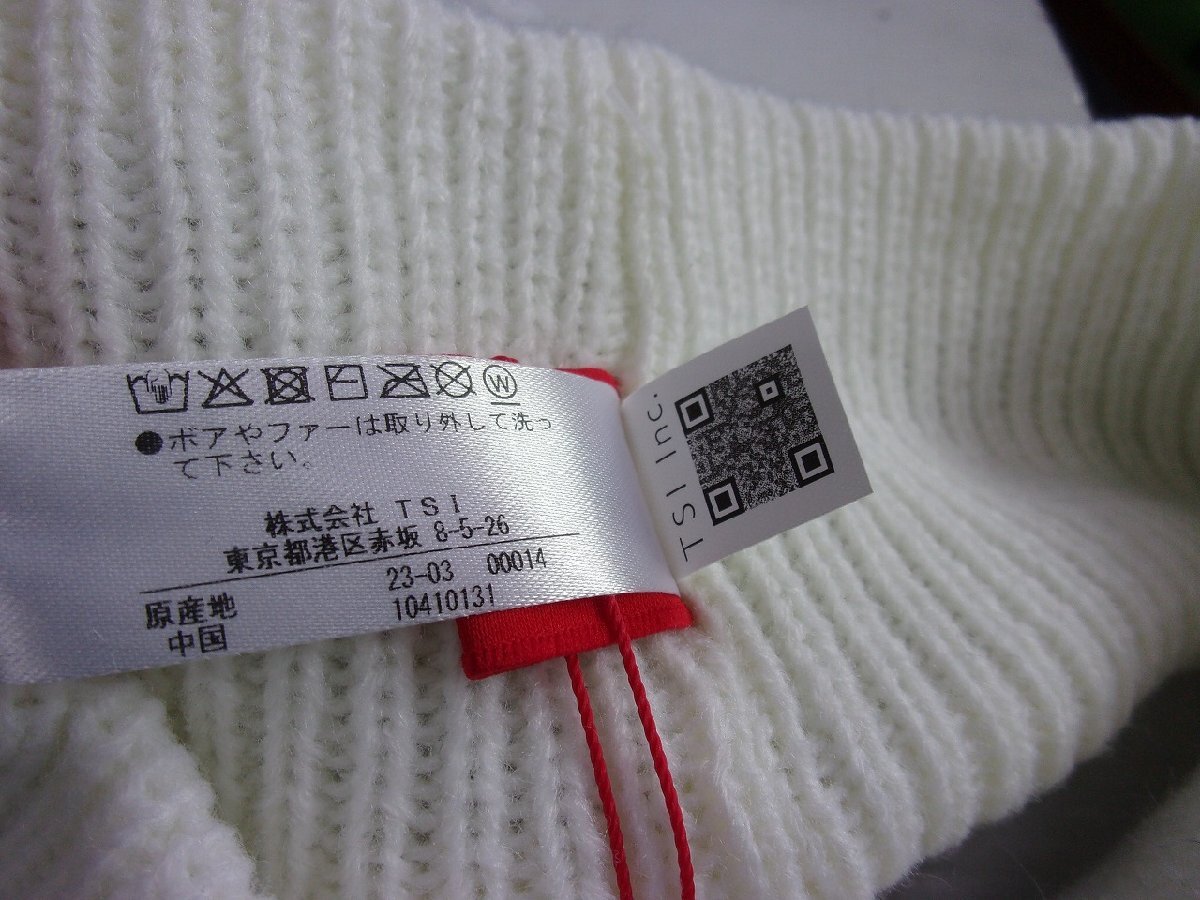 W
●ボアやファーは取り外して洗っ
て下さい。
株式会社 TSI
東京都港区赤坂 8-5-26
23-03 00014
原産地 10410131
中国
TSI Inc.